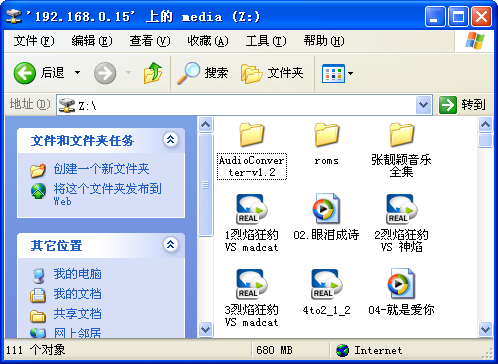 '192.168.0.15' 上的 media (Z:)
文件(F) 编辑(E) 查看(V) 收藏(A) 工具(T) 帮助(H)
后退 搜索 文件夹
地址(D) Z:\ 转到
文件和文件夹任务
创建一个新文件夹
将这个文件夹发布到
Web
其它位置
我的电脑
我的文档
共享文档
网上邻居
AudioConver
ter-v1.2
roms
张靓颖音乐
全集
REAL
1烈焰狂豹
VS madcat
02.眼泪成诗
REAL
2烈焰狂豹
VS 神焰
REAL
3烈焰狂豹
VS madcat
REAL
4to2_1_2
04-就是爱你
111 个对象 680 MB Internet